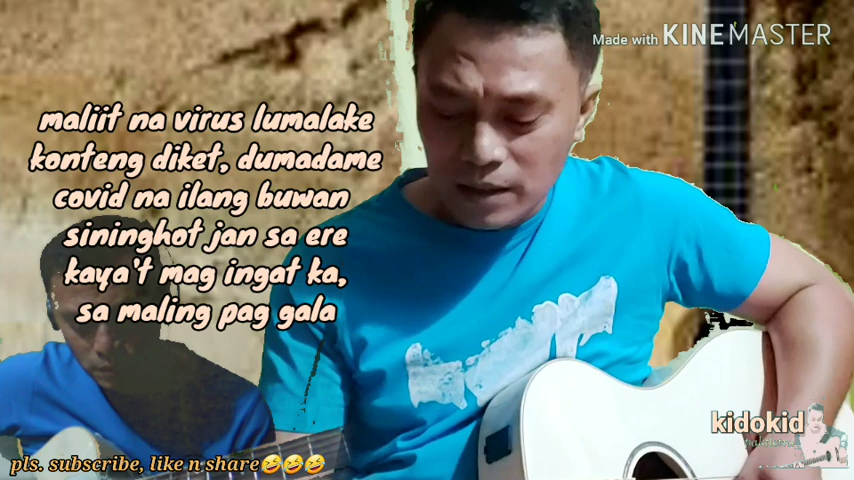 Made with KINEMASTER
maliit na virus lumalake
konteng diket, dumadame
covid na ilang buwan
sininghot jan sa ere
kaya't mag ingat ka,
sa maling pag gala
kidokid
pls. subscribe, like n share🤣🤣🤣